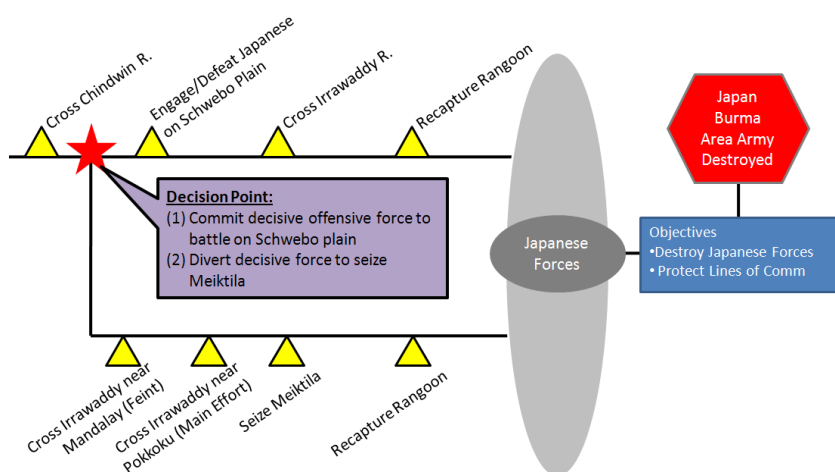 Cross Chindwin R.
Engage/Defeat Japanese
on Schwebo Plain
Cross Irrawaddy R.
Recapture Rangoon
Japan
Burma
Area Army
Destroyed
Decision Point:
(1) Commit decisive offensive force to
battle on Schwebo plain
(2) Divert decisive force to seize
Meiktila
Japanese
Forces
Objectives
•Destroy Japanese Forces
• Protect Lines of Comm
Cross Irrawaddy near
Mandalay (Feint)
Cross Irrawaddy near
Pokkoku (Main Effort)
Seize Meiktila
Recapture Rangoon